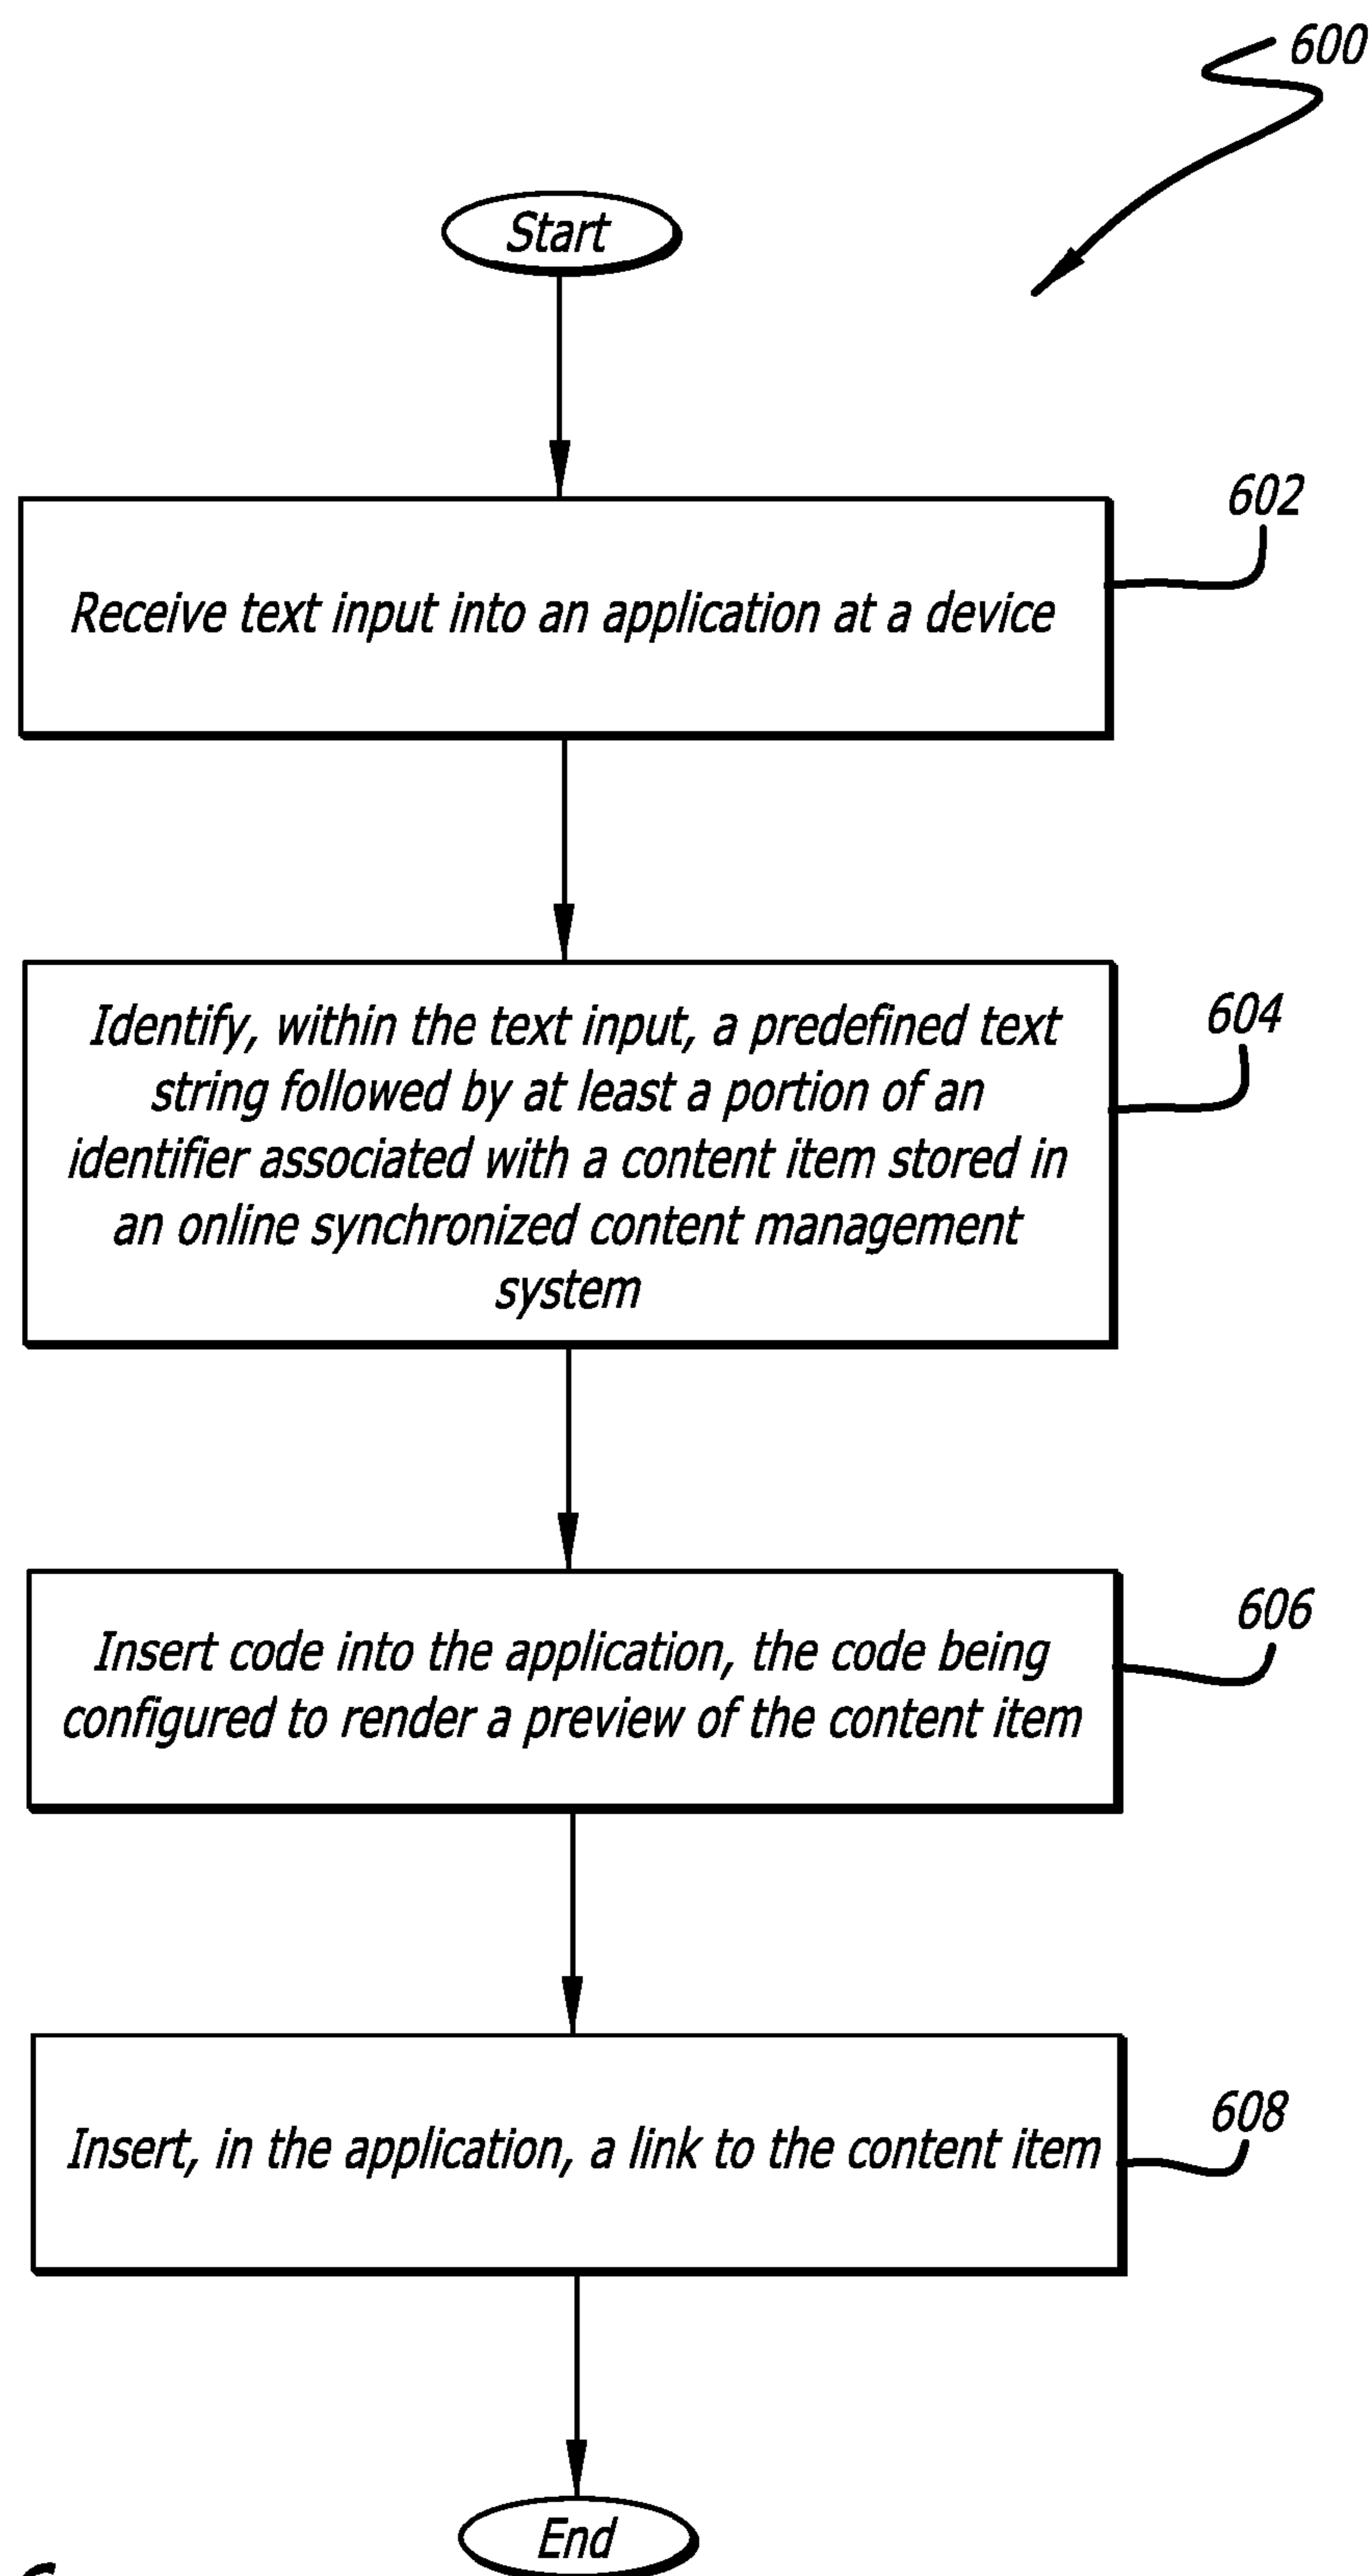 600
Start
602
Receive text input into an application at a device
604
Identify, within the text input, a predefined text
string followed by at least a portion of an
identifier associated with a content item stored in
an online synchronized content management
system
606
Insert code into the application, the code being
configured to render a preview of the content item
608
Insert, in the application, a link to the content item
End